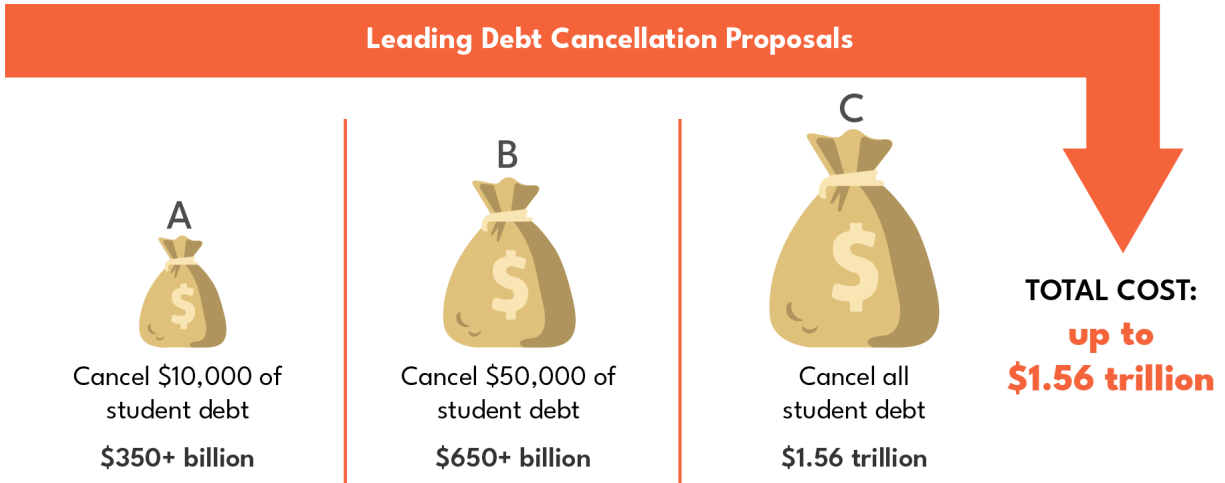 Leading Debt Cancellation Proposals
A
$
Cancel $10,000 of
student debt
$350+ billion
B
$
Cancel $50,000 of
student debt
$650+ billion
C
$
Cancel all
student debt
$1.56 trillion
TOTAL COST:
up to
$1.56 trillion